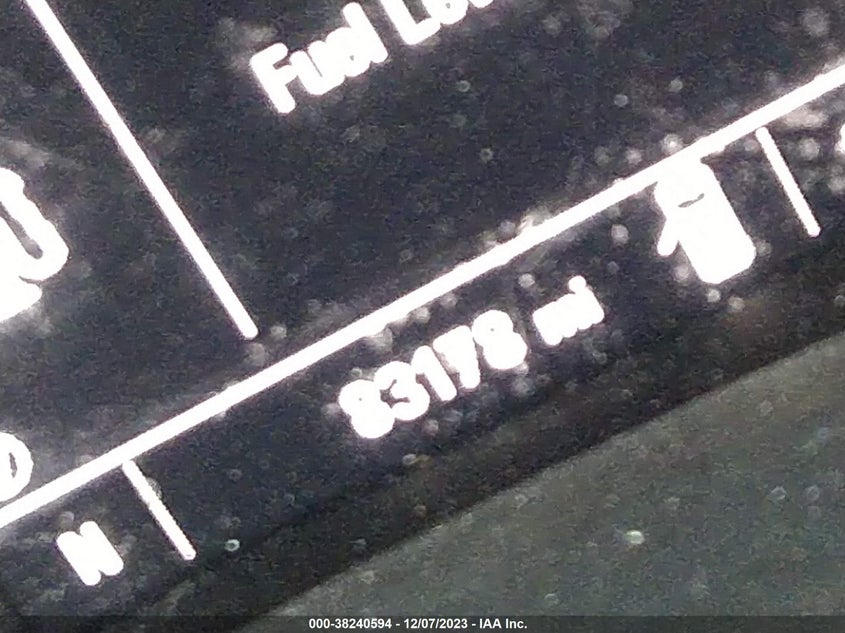 Fuel
83178 mi
N
000-38240594 - 12/07/2023 - IAA Inc.